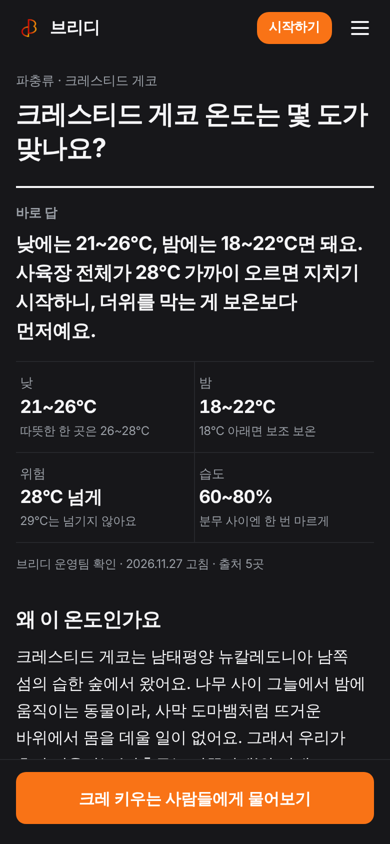 브리디
시작하기
파충류 · 크레스티드 게코
크레스티드 게코 온도는 몇 도가
맞나요?
바로 답
낮에는 21~26°C, 밤에는 18~22°C면 돼요.
사육장 전체가 28°C 가까이 오르면 지치기
시작하니, 더위를 막는 게 보온보다
먼저예요.
낮
21~26°C
따뜻한 한 곳은 26~28°C
밤
18~22°C
18°C 아래면 보조 보온
위험
28°C 넘게
29°C는 넘기지 않아요
습도
60~80%
분무 사이엔 한 번 마르게
브리디 운영팀 확인 · 2026.11.27 고침 · 출처 5곳
왜 이 온도인가요
크레스티드 게코는 남태평양 뉴칼레도니아 남쪽
섬의 습한 숲에서 왔어요. 나무 사이 그늘에서 밤에
움직이는 동물이라, 사막 도마뱀처럼 뜨거운
바위에서 몸을 데울 일이 없어요. 그래서 우리가
크레 키우는 사람들에게 물어보기